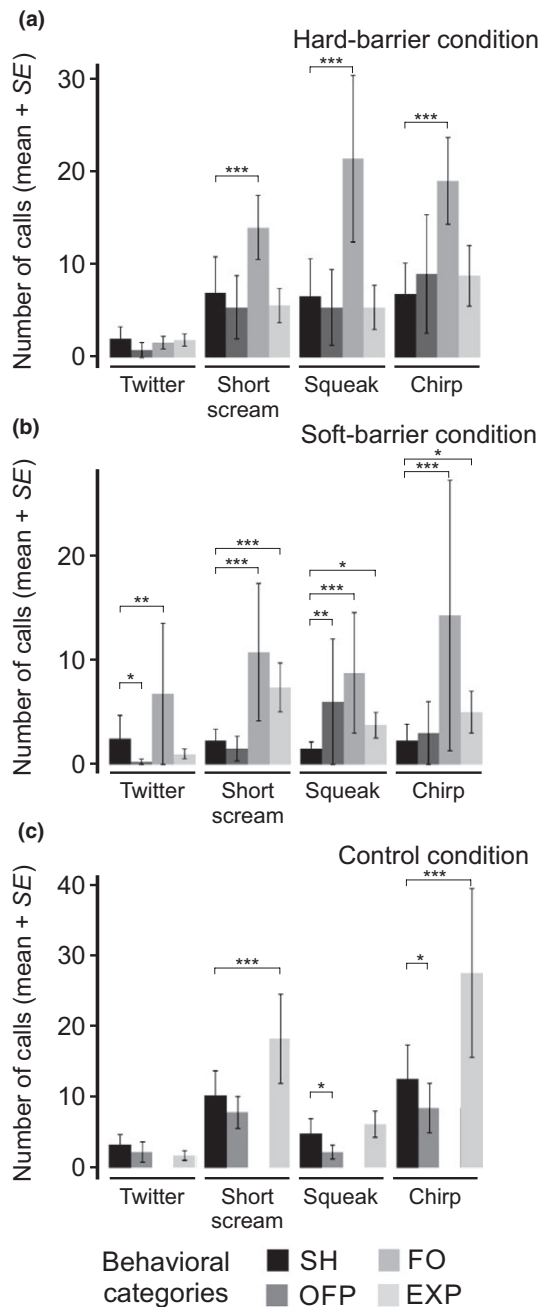 (a)
Hard-barrier condition
Number of calls (mean + SE)
30
20
10
0
***
***
***
Twitter
Short scream
Squeak
Chirp
(b)
Soft-barrier condition
Number of calls (mean + SE)
20
10
0
**
*
***
***
*
***
**
*
***
Twitter
Short scream
Squeak
Chirp
(c)
Control condition
Number of calls (mean + SE)
40
30
20
10
0
***
*
***
*
Twitter
Short scream
Squeak
Chirp
Behavioral categories
SH
FO
OFP
EXP